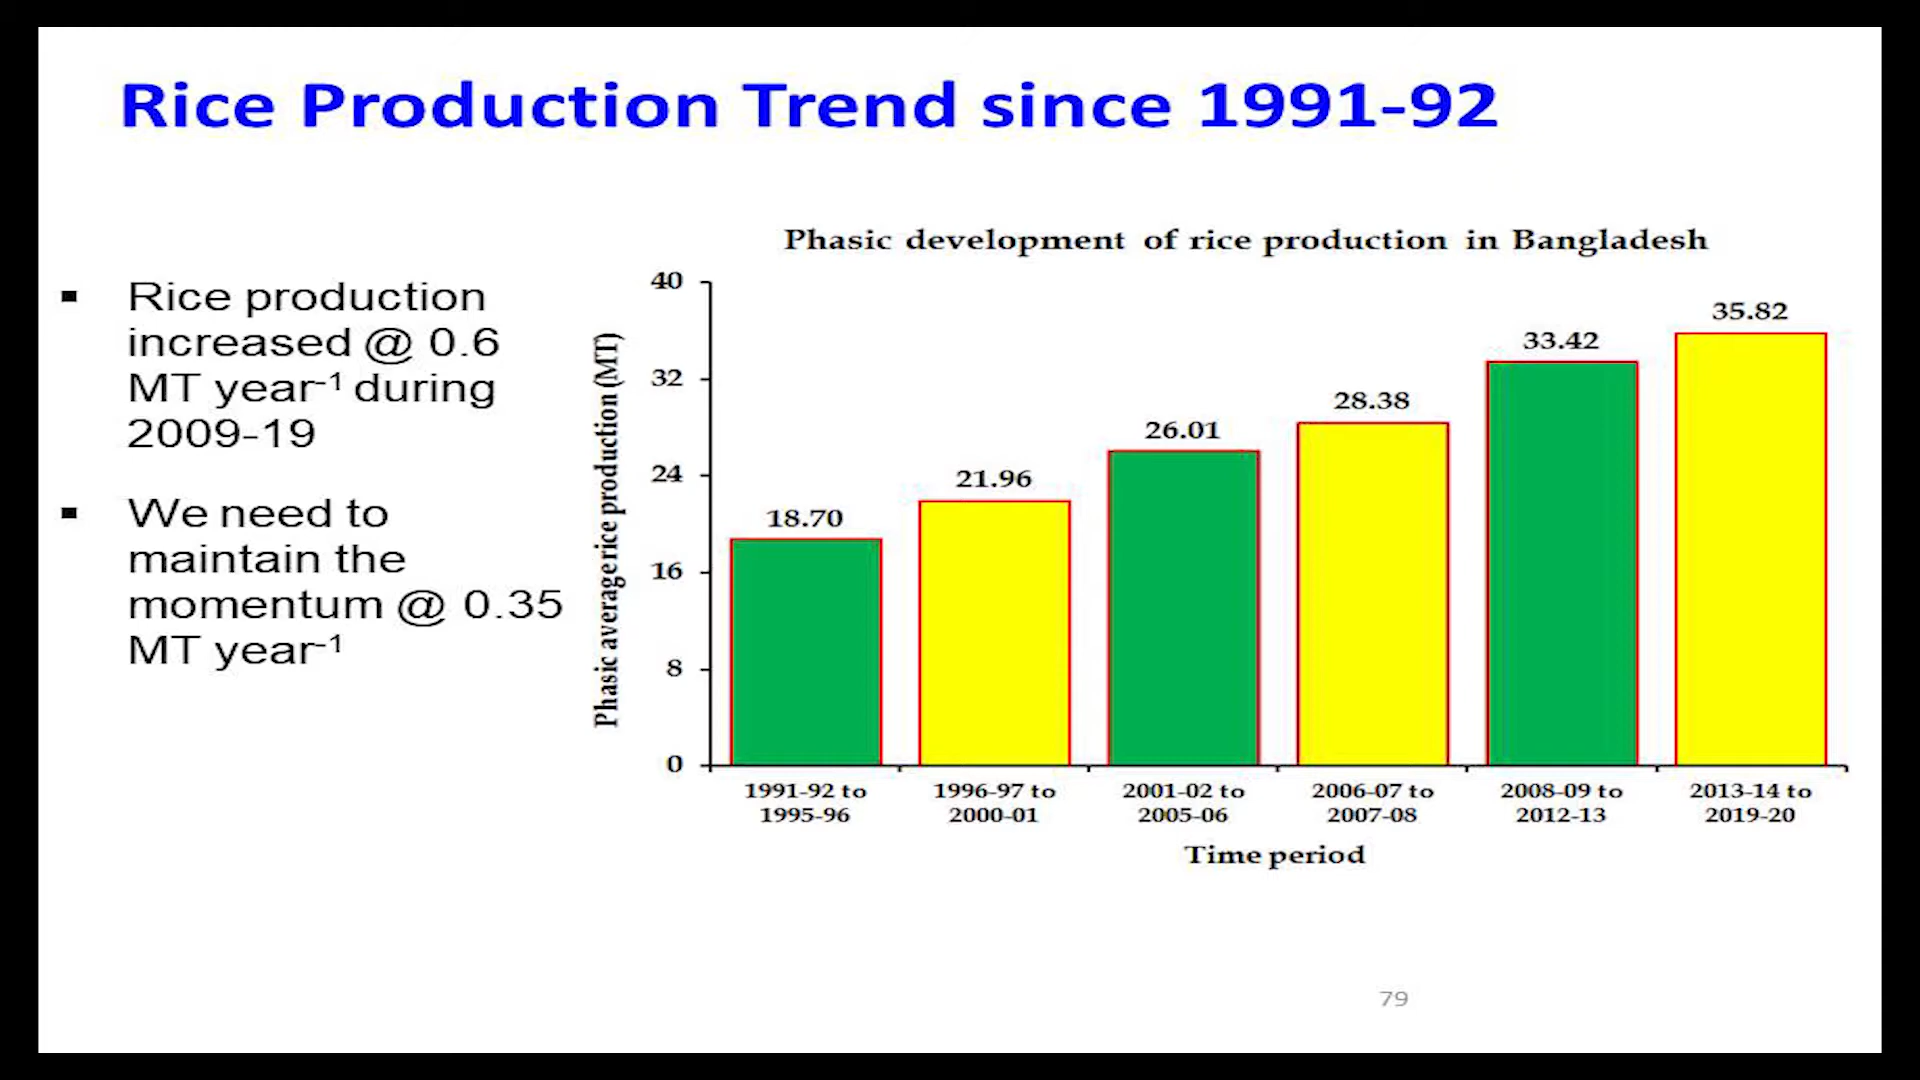 Rice Production Trend since 1991-92
▪ Rice production
increased @ 0.6
MT year⁻¹ during
2009-19
▪ We need to
maintain the
momentum @ 0.35
MT year⁻¹
Phasic development of rice production in Bangladesh
Phasic average rice production (MT)
40
32
24
16
8
0
18.70
21.96
26.01
28.38
33.42
35.82
1991-92 to
1995-96
1996-97 to
2000-01
2001-02 to
2005-06
2006-07 to
2007-08
2008-09 to
2012-13
2013-14 to
2019-20
Time period
79